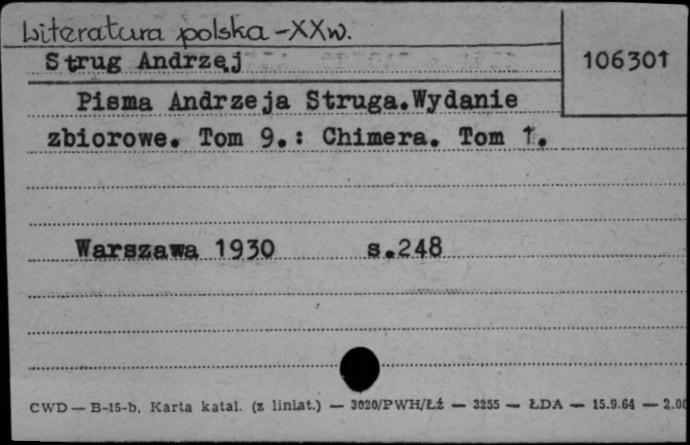 Literatura polska - XXw.
Strug Andrzej
106301
Pisma Andrzeja Struga.Wydanie
zbiorowe. Tom 9.: Chimera. Tom 1.
Warszawa 1930 s.248
CWD — B-15-b, Karta katal. (z liniat.) — 3020/PWH/Łź — 3255 — ŁDA — 15.9.64 — 2.00